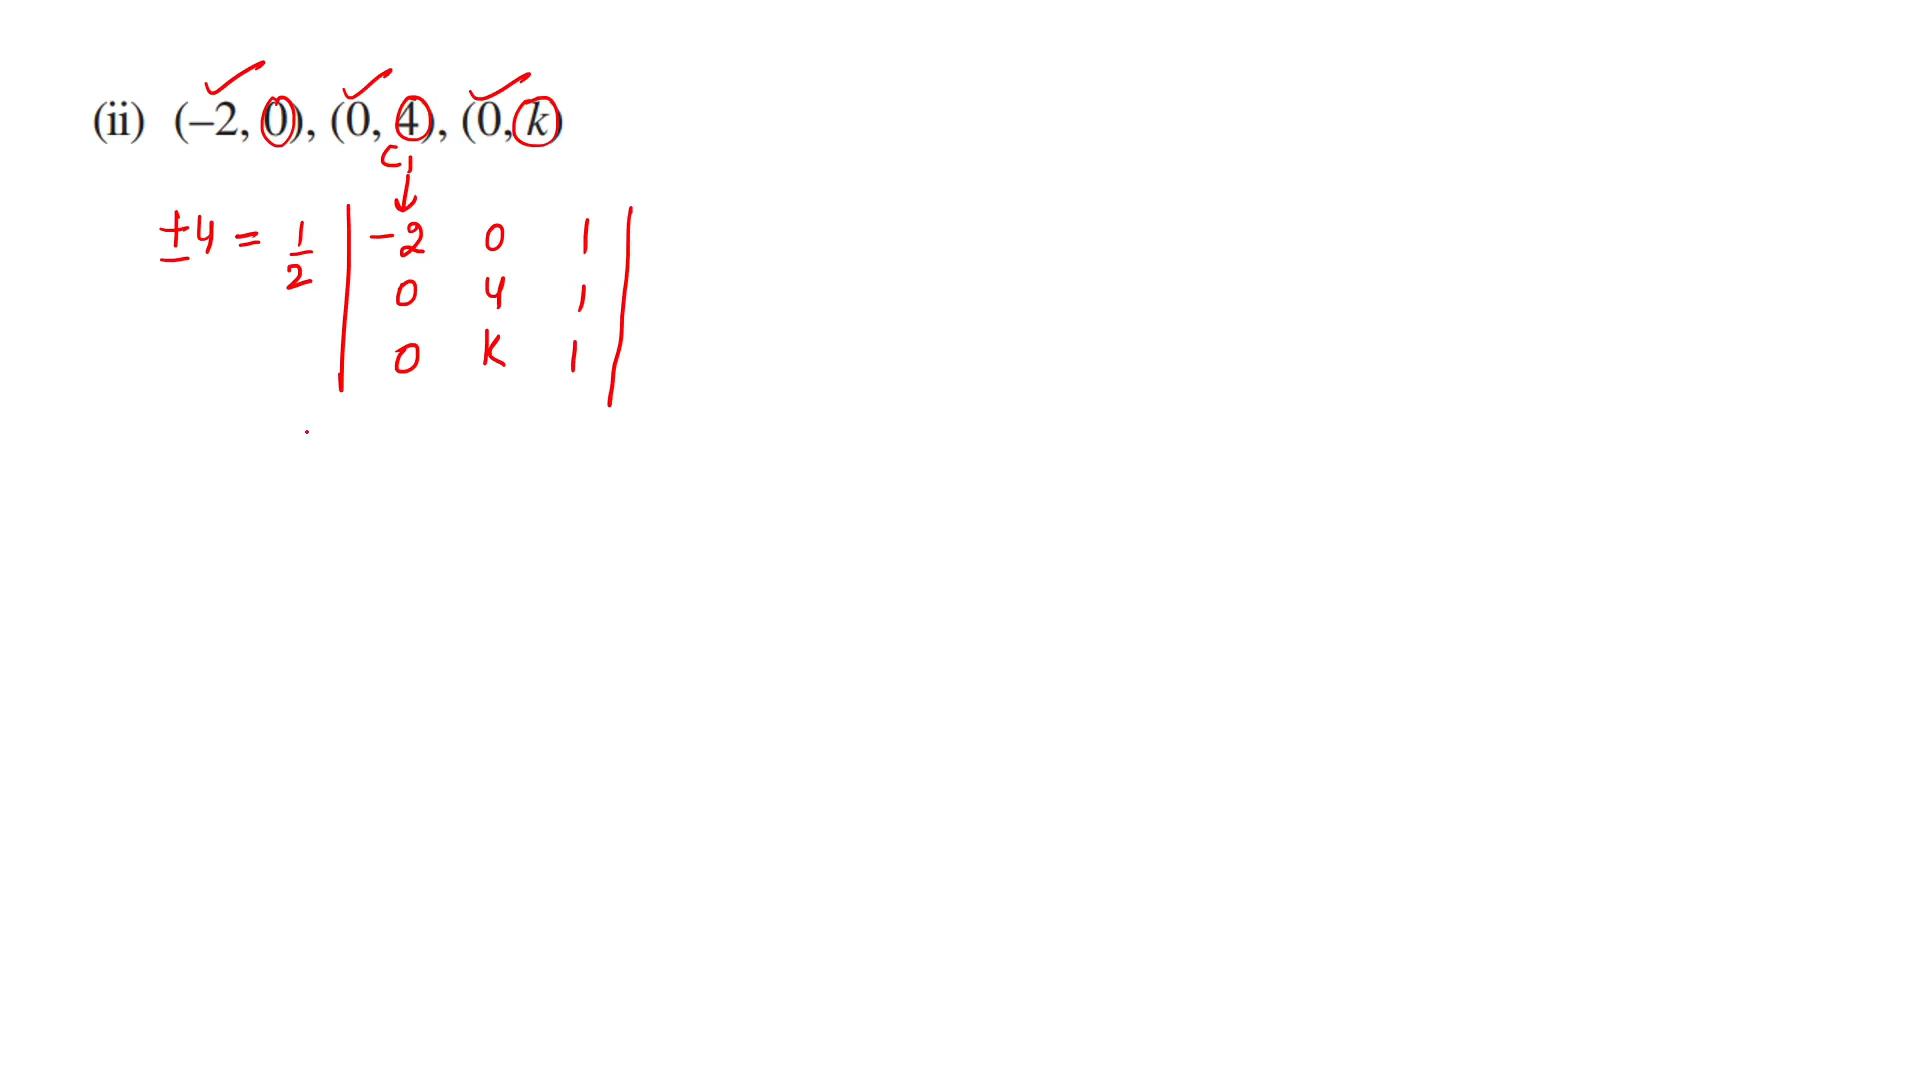 (ii) (–2, 0), (0, 4), (0, k)
C1
±4 = 1/2 | -2 0 1 |
| 0 4 1 |
| 0 K 1 |